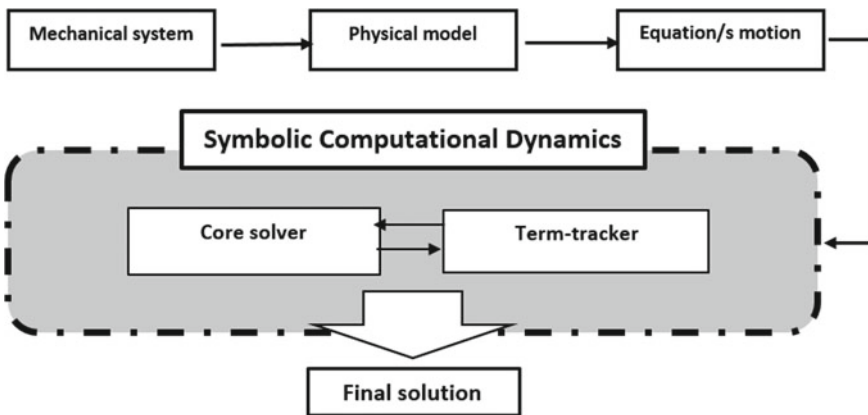 Mechanical system
Physical model
Equation/s motion
Symbolic Computational Dynamics
Core solver
Term-tracker
Final solution